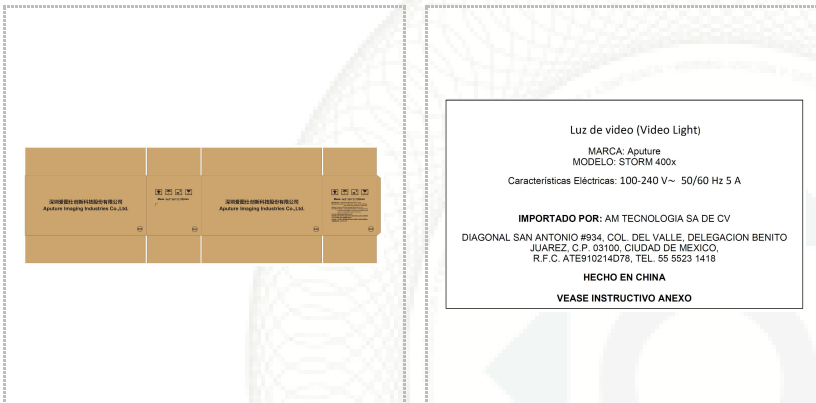 深圳爱图仕创新科技股份有限公司
Aputure Imaging Industries Co.,Ltd.
深圳爱图仕创新科技股份有限公司
Aputure Imaging Industries Co.,Ltd.
Luz de video (Video Light)
MARCA: Aputure
MODELO: STORM 400x
Características Eléctricas: 100-240 V~ 50/60 Hz 5 A
IMPORTADO POR: AM TECNOLOGIA SA DE CV
DIAGONAL SAN ANTONIO #934, COL. DEL VALLE, DELEGACION BENITO
JUAREZ, C.P. 03100, CIUDAD DE MEXICO,
R.F.C. ATE910214D78, TEL. 55 5523 1418
HECHO EN CHINA
VEASE INSTRUCTIVO ANEXO